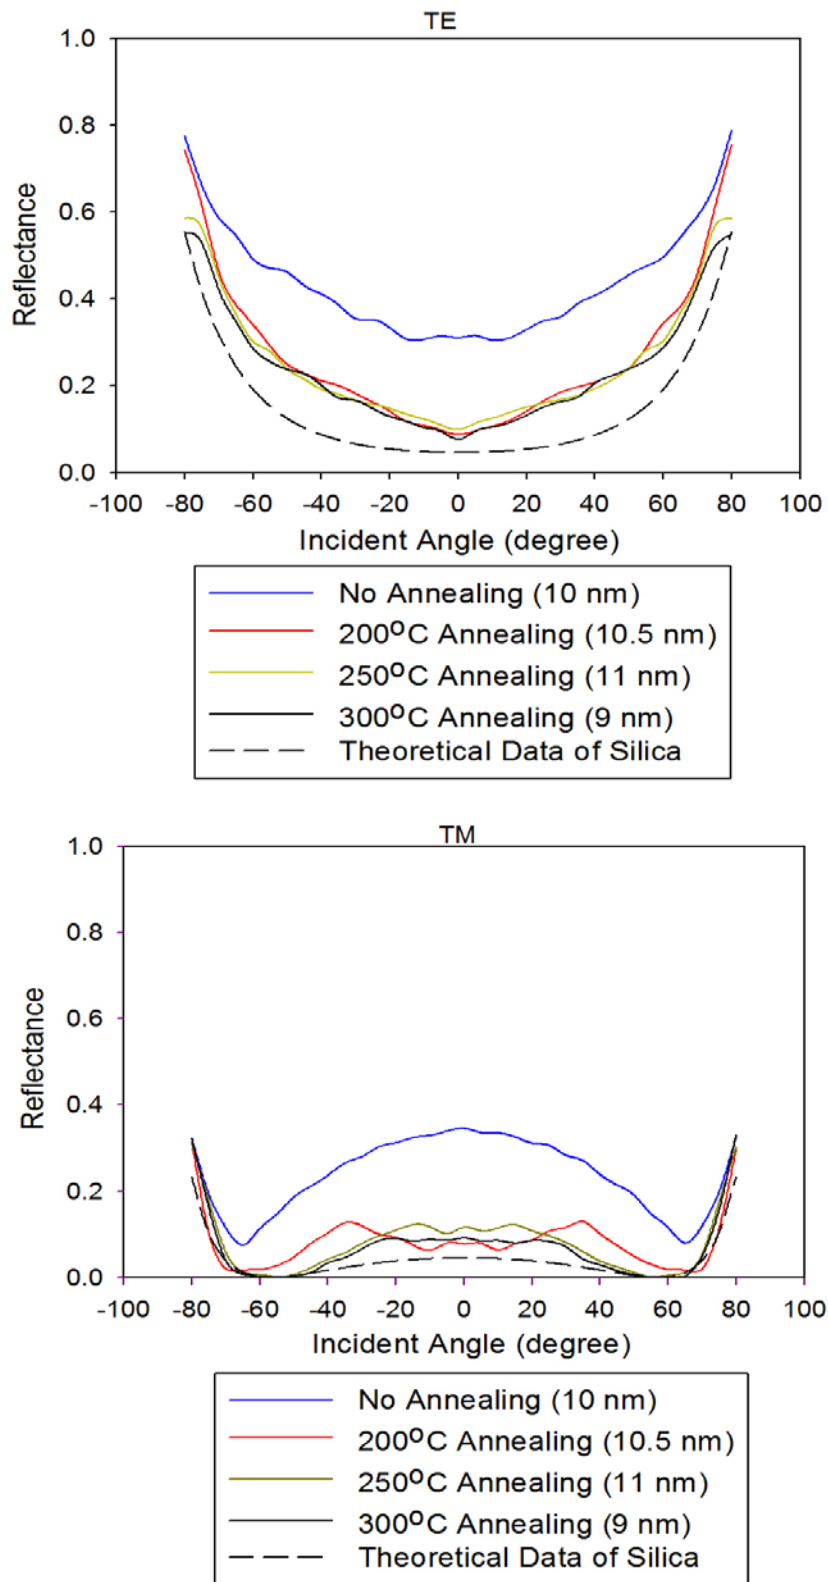 TE
1.0
0.8
0.6
0.4
0.2
0.0
Reflectance
-100 -80 -60 -40 -20 0 20 40 60 80 100
Incident Angle (degree)
No Annealing (10 nm)
200ºC Annealing (10.5 nm)
250ºC Annealing (11 nm)
300ºC Annealing (9 nm)
Theoretical Data of Silica
TM
1.0
0.8
0.6
0.4
0.2
0.0
Reflectance
-100 -80 -60 -40 -20 0 20 40 60 80 100
Incident Angle (degree)
No Annealing (10 nm)
200ºC Annealing (10.5 nm)
250ºC Annealing (11 nm)
300ºC Annealing (9 nm)
Theoretical Data of Silica